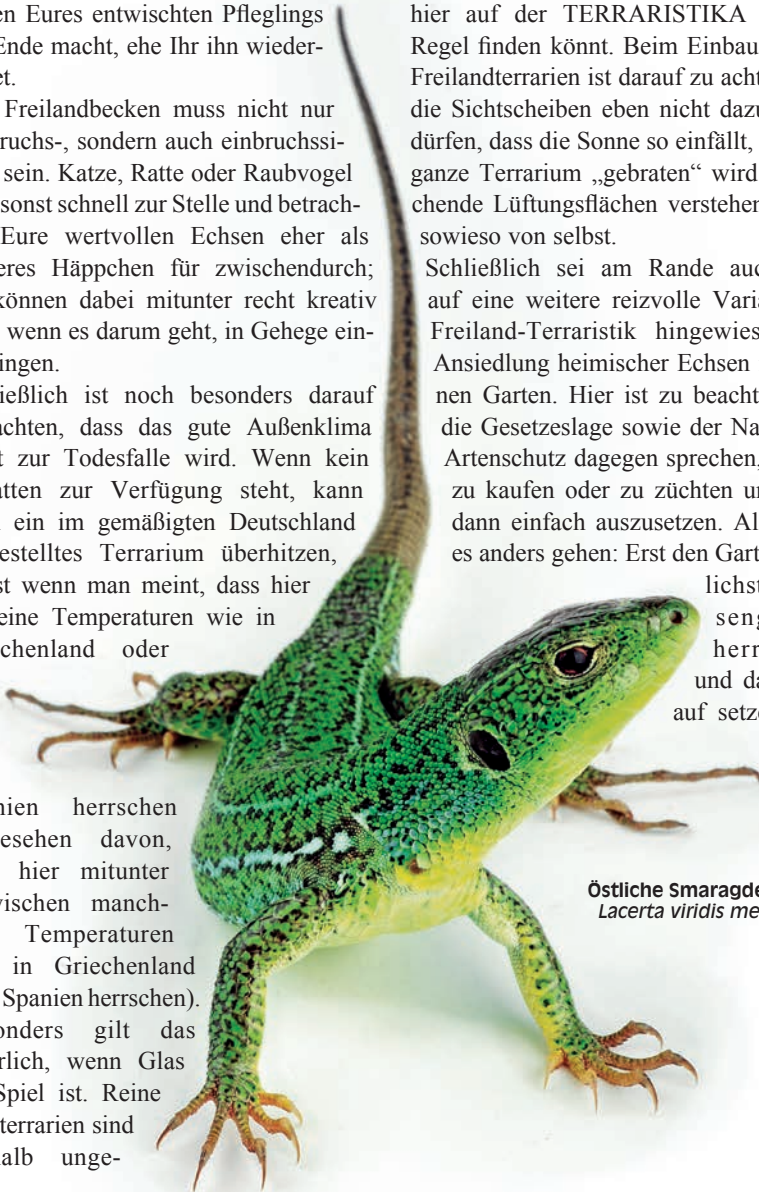 en Eures entwischten Pfleglings
Ende macht, ehe Ihr ihn wieder-
et.
Freilandbecken muss nicht nur
ruchs-, sondern auch einbruchssi-
sein. Katze, Ratte oder Raubvogel
sonst schnell zur Stelle und betrach-
Eure wertvollen Echsen eher als
eres Häppchen für zwischendurch;
können dabei mitunter recht kreativ
wenn es darum geht, in Gehege ein-
ingen.
ießlich ist noch besonders darauf
achten, dass das gute Außenklima
t zur Todesfalle wird. Wenn kein
atten zur Verfügung steht, kann
ein im gemäßigten Deutschland
estelltes Terrarium überhitzen,
st wenn man meint, dass hier
eine Temperaturen wie in
chenland oder
nien herrschen
esehen davon,
hier mitunter
wischen manch-
Temperaturen
in Griechenland
Spanien herrschen).
onders gilt das
rlich, wenn Glas
Spiel ist. Reine
terrarien sind
halb unge-
hier auf der TERRARISTIKA
Regel finden könnt. Beim Einbau
Freilandterrarien ist darauf zu acht
die Sichtscheiben eben nicht dazu
dürfen, dass die Sonne so einfällt,
ganze Terrarium „gebraten“ wird
chende Lüftungsflächen verstehen
sowieso von selbst.
Schließlich sei am Rande auc
auf eine weitere reizvolle Varia
Freiland-Terraristik hingewies
Ansiedlung heimischer Echsen
nen Garten. Hier ist zu beacht
die Gesetzeslage sowie der Na
Artenschutz dagegen sprechen,
zu kaufen oder zu züchten un
dann einfach auszusetzen. Al
es anders gehen: Erst den Gart
lichst
seng
herr
und da
auf setze
Östliche Smaragde
Lacerta viridis me